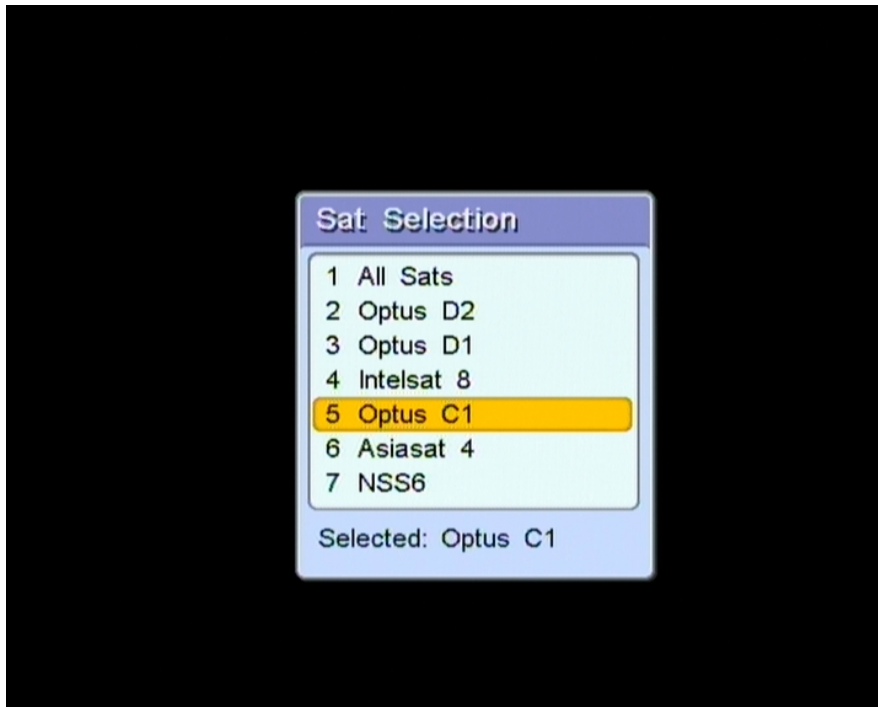 Sat Selection
1 All Sats
2 Optus D2
3 Optus D1
4 Intelsat 8
5 Optus C1
6 Asiasat 4
7 NSS6
Selected: Optus C1